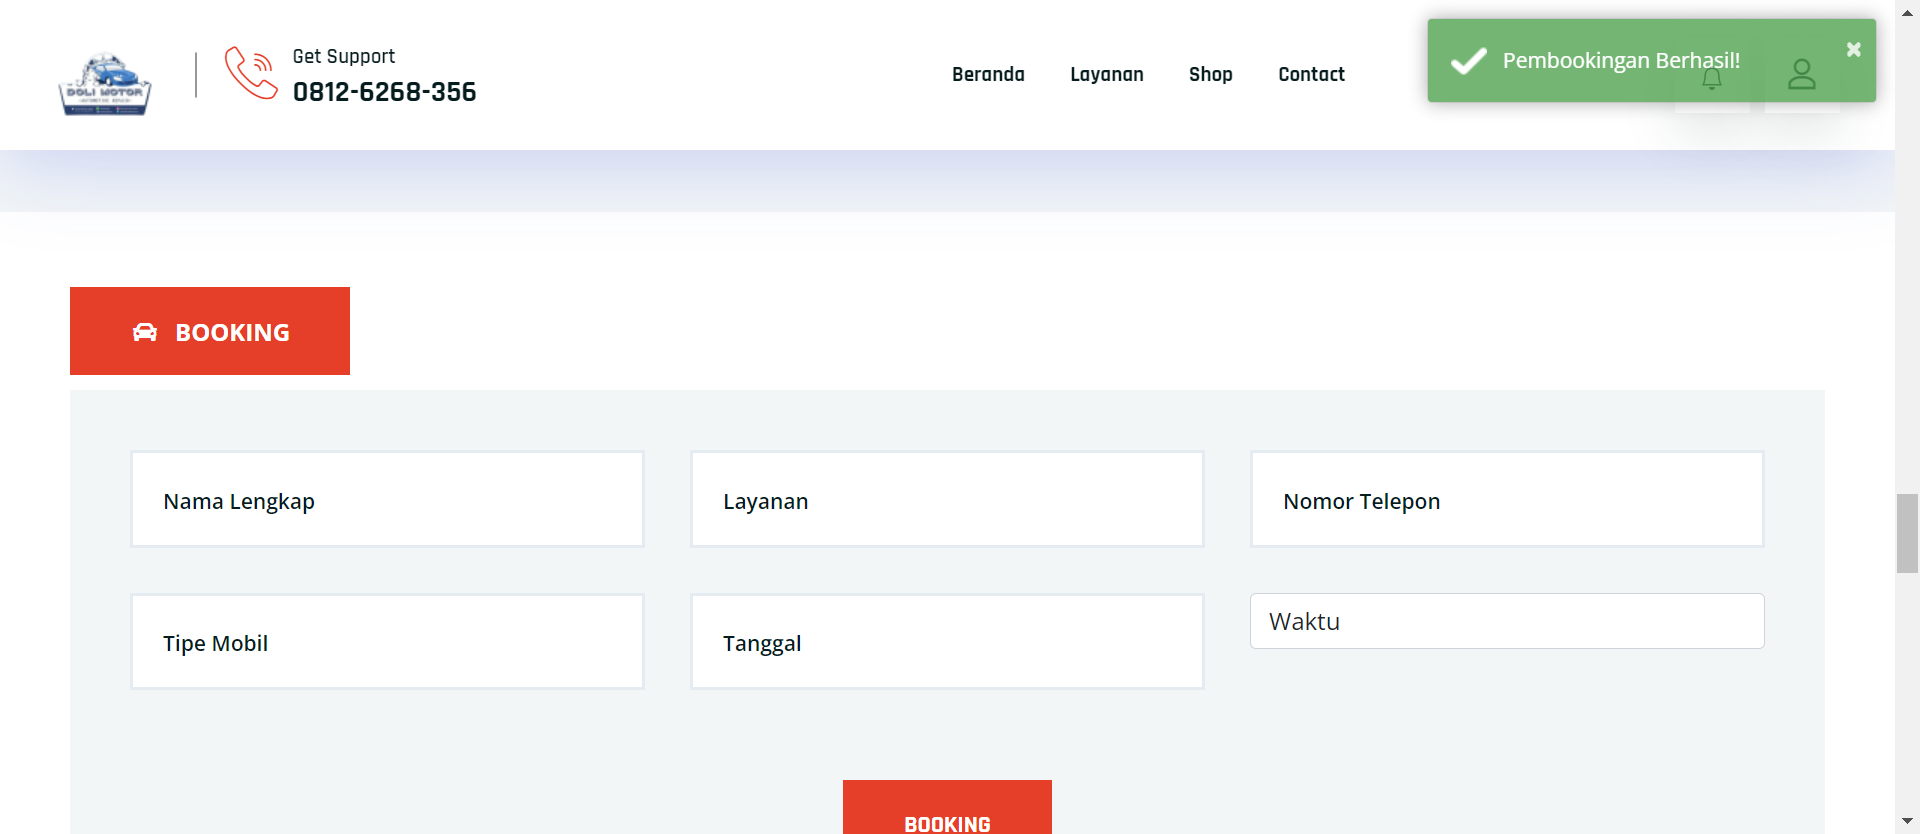 DOLI MOTOR
Get Support
0812-6268-356
Beranda
Layanan
Shop
Contact
Pembookingan Berhasil!
BOOKING
Nama Lengkap
Layanan
Nomor Telepon
Tipe Mobil
Tanggal
Waktu
BOOKING